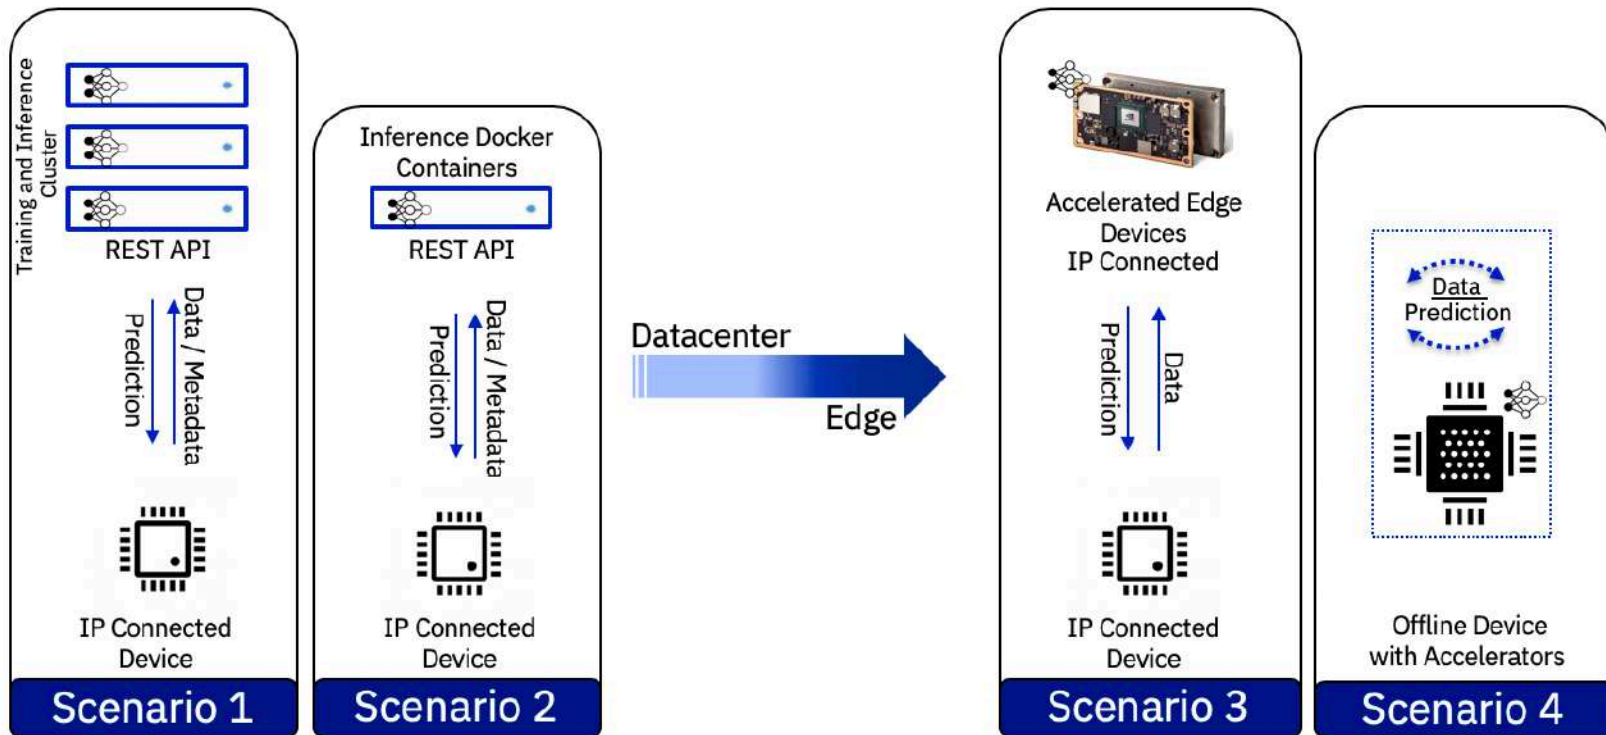 Training and Inference
Cluster
REST API
Prediction
Data / Metadata
IP Connected
Device
Scenario 1
Inference Docker
Containers
REST API
Prediction
Data / Metadata
IP Connected
Device
Scenario 2
Datacenter
Edge
Accelerated Edge
Devices
IP Connected
Prediction
Data
IP Connected
Device
Scenario 3
Data
Prediction
Offline Device
with Accelerators
Scenario 4